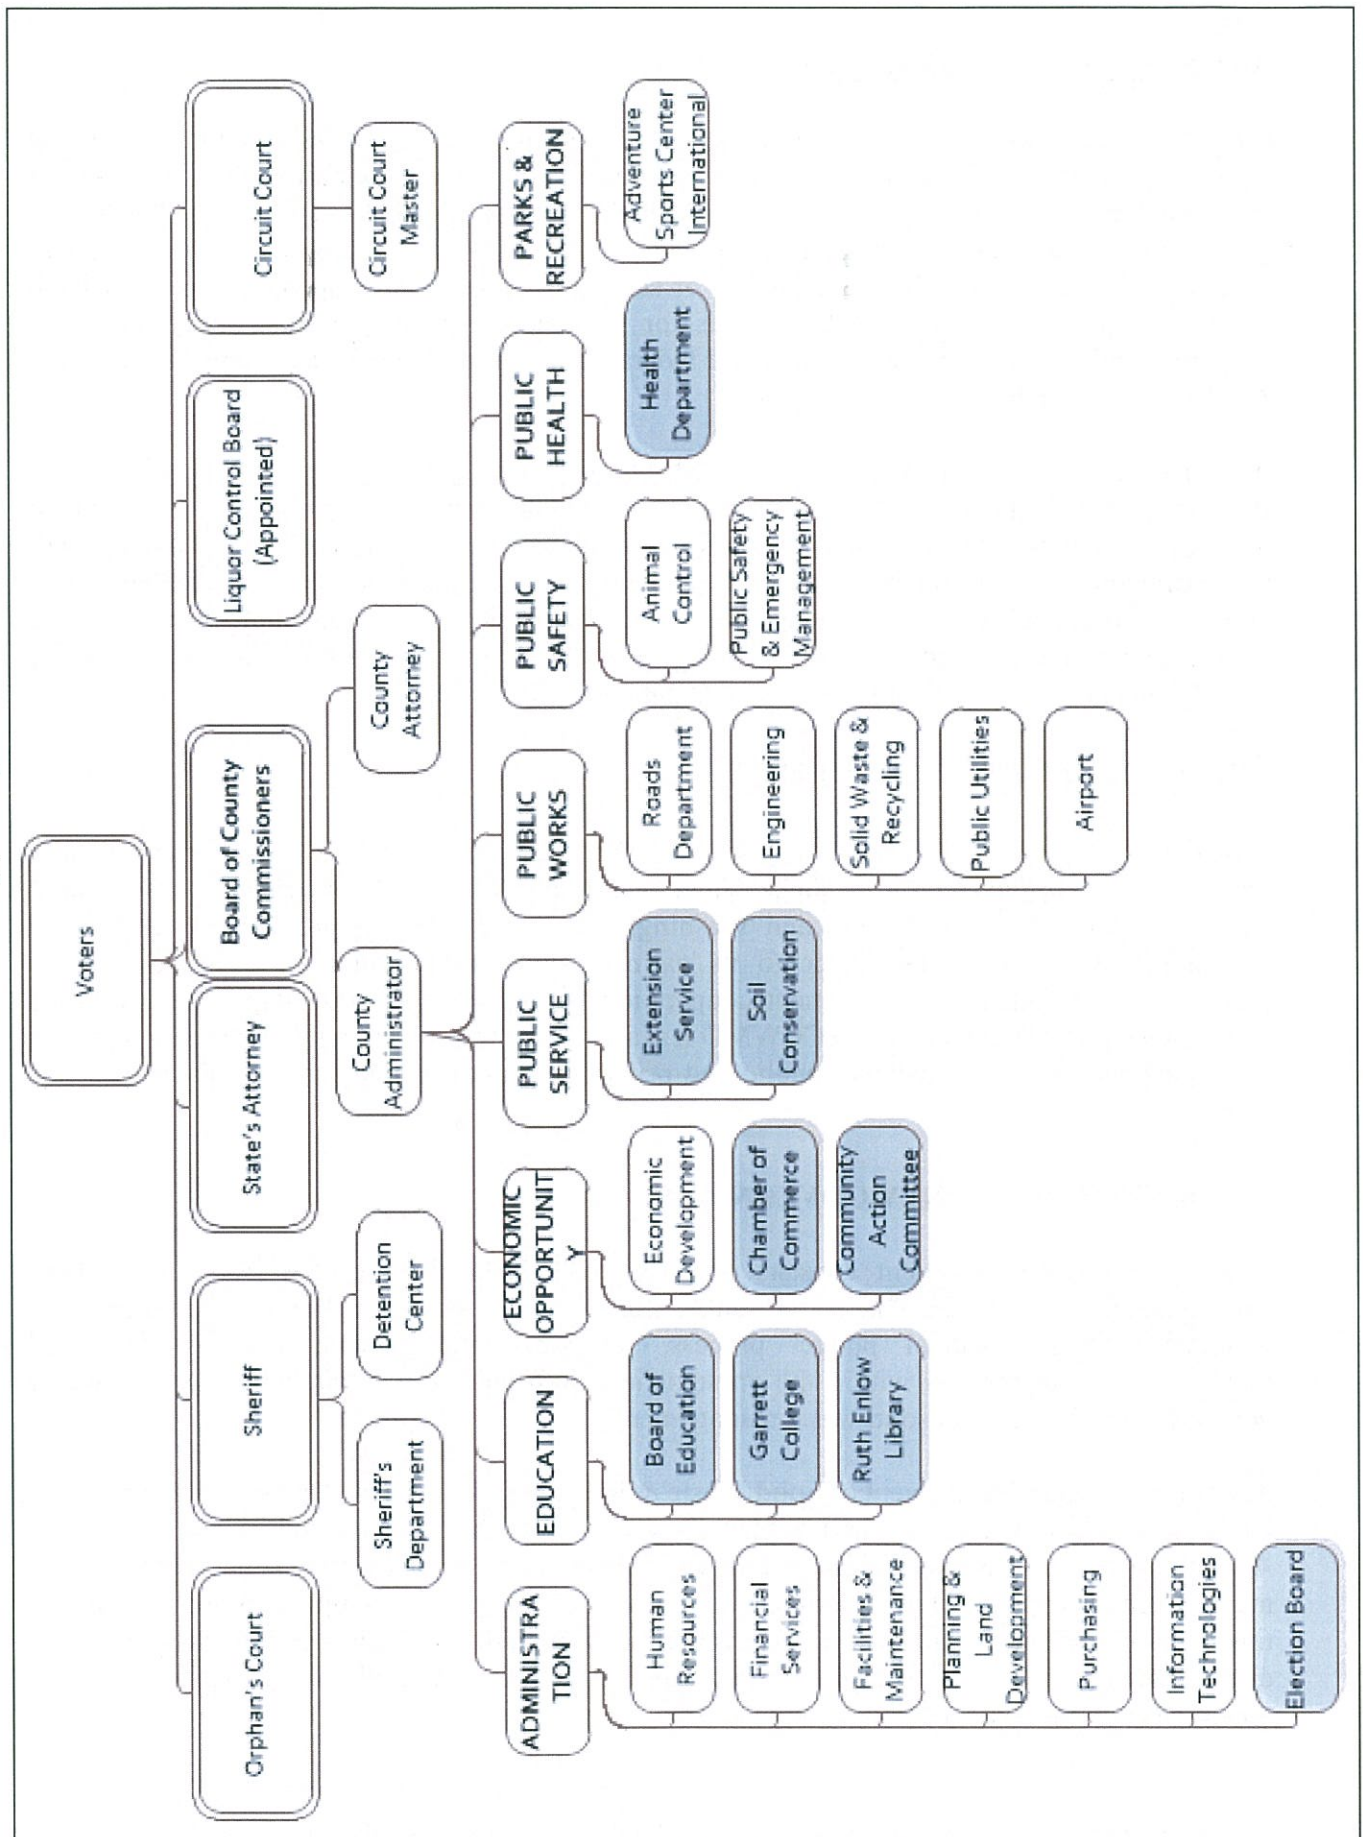 Voters
Orphan's Court
Sheriff
State's Attorney
Board of County
Commissioners
Liquor Control Board
(Appointed)
Circuit Court
Sheriff's
Department
Detention
Center
County
Administrator
County
Attorney
Circuit Court
Master
ADMINISTRA
TION
Human
Resources
Financial
Services
Facilities &
Maintenance
Planning &
Land
Development
Purchasing
Information
Technologies
Election Board
EDUCATION
Board of
Education
Garrett
College
Ruth Enlow
Library
ECONOMIC
OPPORTUNIT
Y
Economic
Development
Chamber of
Commerce
Community
Action
Committee
PUBLIC
SERVICE
Extension
Service
Soil
Conservation
PUBLIC
WORKS
Roads
Department
Engineering
Solid Waste &
Recycling
Public Utilities
Airport
PUBLIC
SAFETY
Animal
Control
Public Safety
& Emergency
Management
PUBLIC
HEALTH
Health
Department
PARKS &
RECREATION
Adventure
Sports Center
International